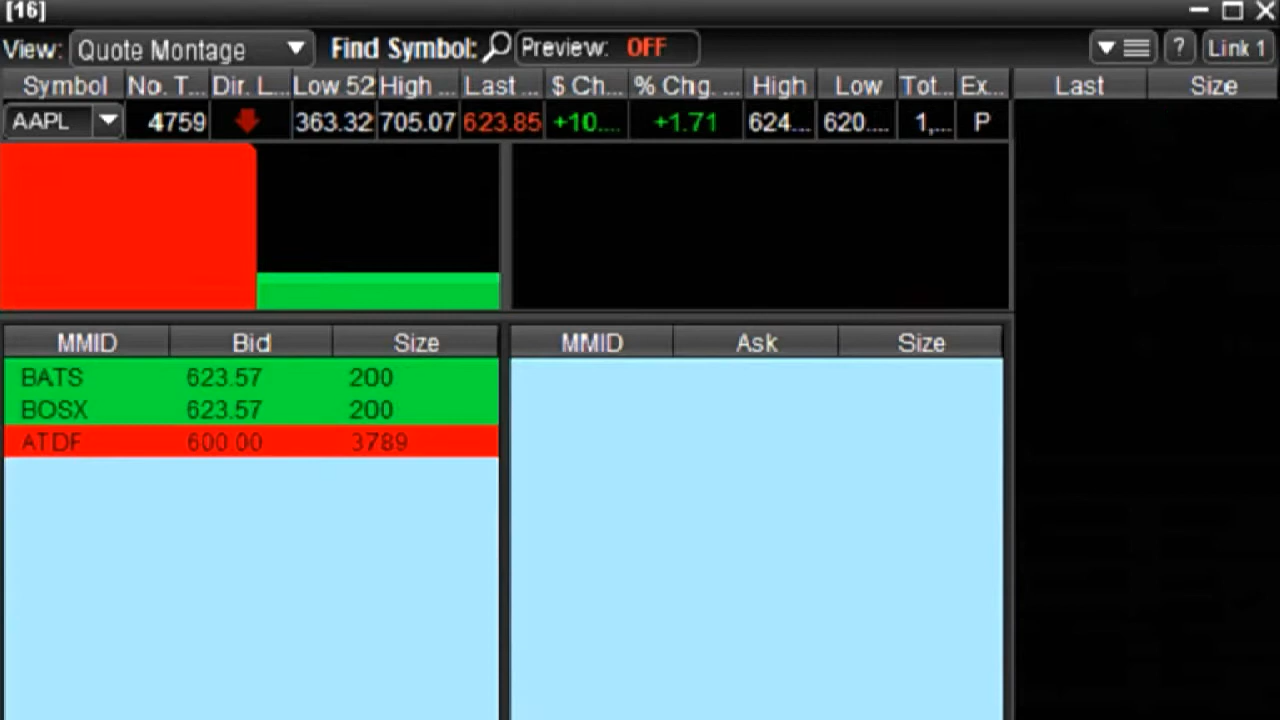 [16]
View: Quote Montage Find Symbol: Preview: OFF ? Link 1
Symbol No. T... Dir. L... Low 52 High ... Last ... $ Ch... % Chg. ... High Low Tot... Ex... Last Size
AAPL 4759 363.32 705.07 623.85 +10.... +1.71 624.... 620.... 1,... P
MMID Bid Size MMID Ask Size
BATS 623.57 200
BOSX 623.57 200
ATDF 600.00 3789